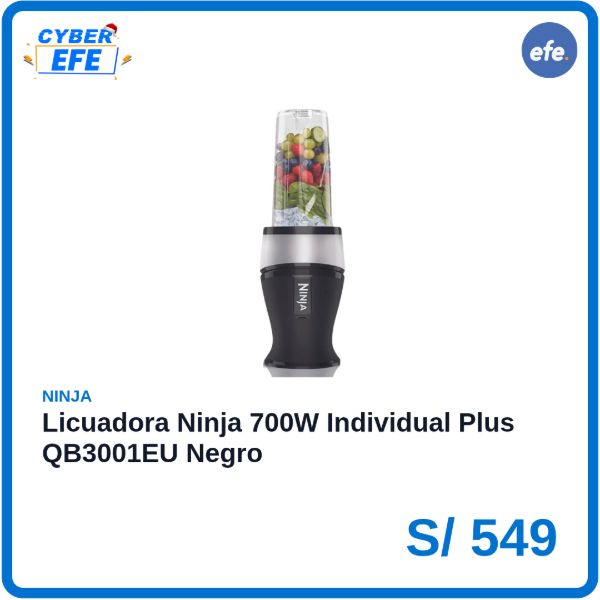 CYBER
EFE
efe.
NINJA
NINJA
Licuadora Ninja 700W Individual Plus
QB3001EU Negro
S/ 549